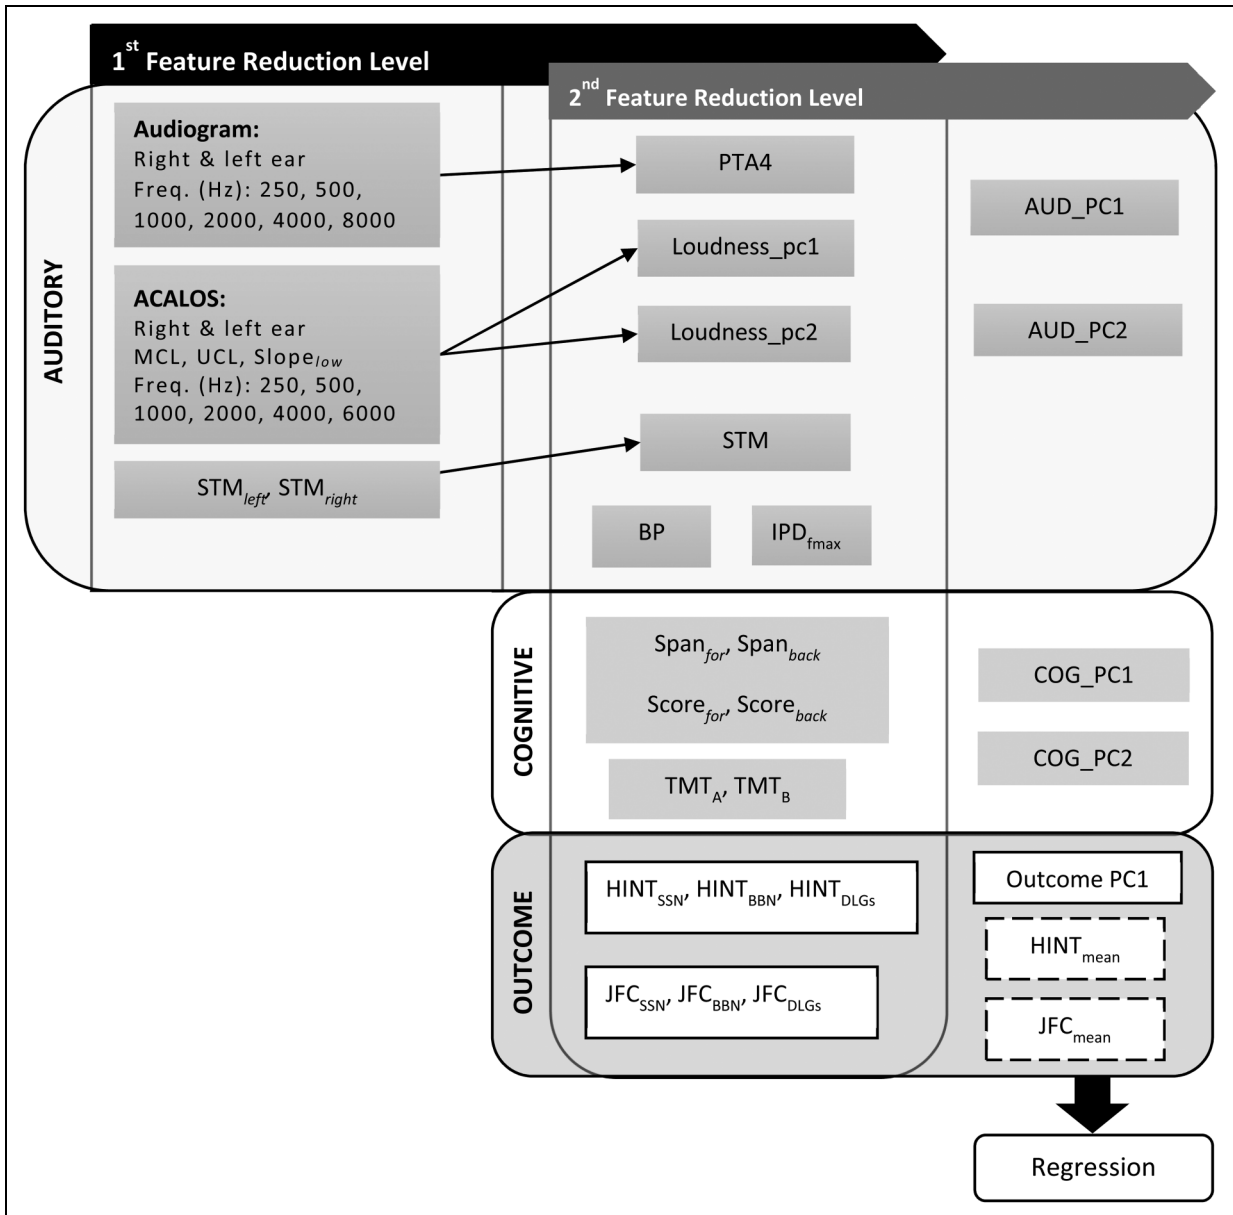 1st Feature Reduction Level
2nd Feature Reduction Level
AUDITORY
Audiogram:
Right & left ear
Freq. (Hz): 250, 500,
1000, 2000, 4000, 8000
ACALOS:
Right & left ear
MCL, UCL, Slopelow
Freq. (Hz): 250, 500,
1000, 2000, 4000, 6000
STMleft, STMright
PTA4
Loudness_pc1
Loudness_pc2
STM
BP
IPDfmax
AUD_PC1
AUD_PC2
COGNITIVE
Spanfor, Spanback
Scorefor, Scoreback
TMTA, TMTB
COG_PC1
COG_PC2
OUTCOME
HINTSSN, HINTBBN, HINTDLGs
JFCSSN, JFCBBN, JFCDLGs
Outcome PC1
HINTmean
JFCmean
Regression